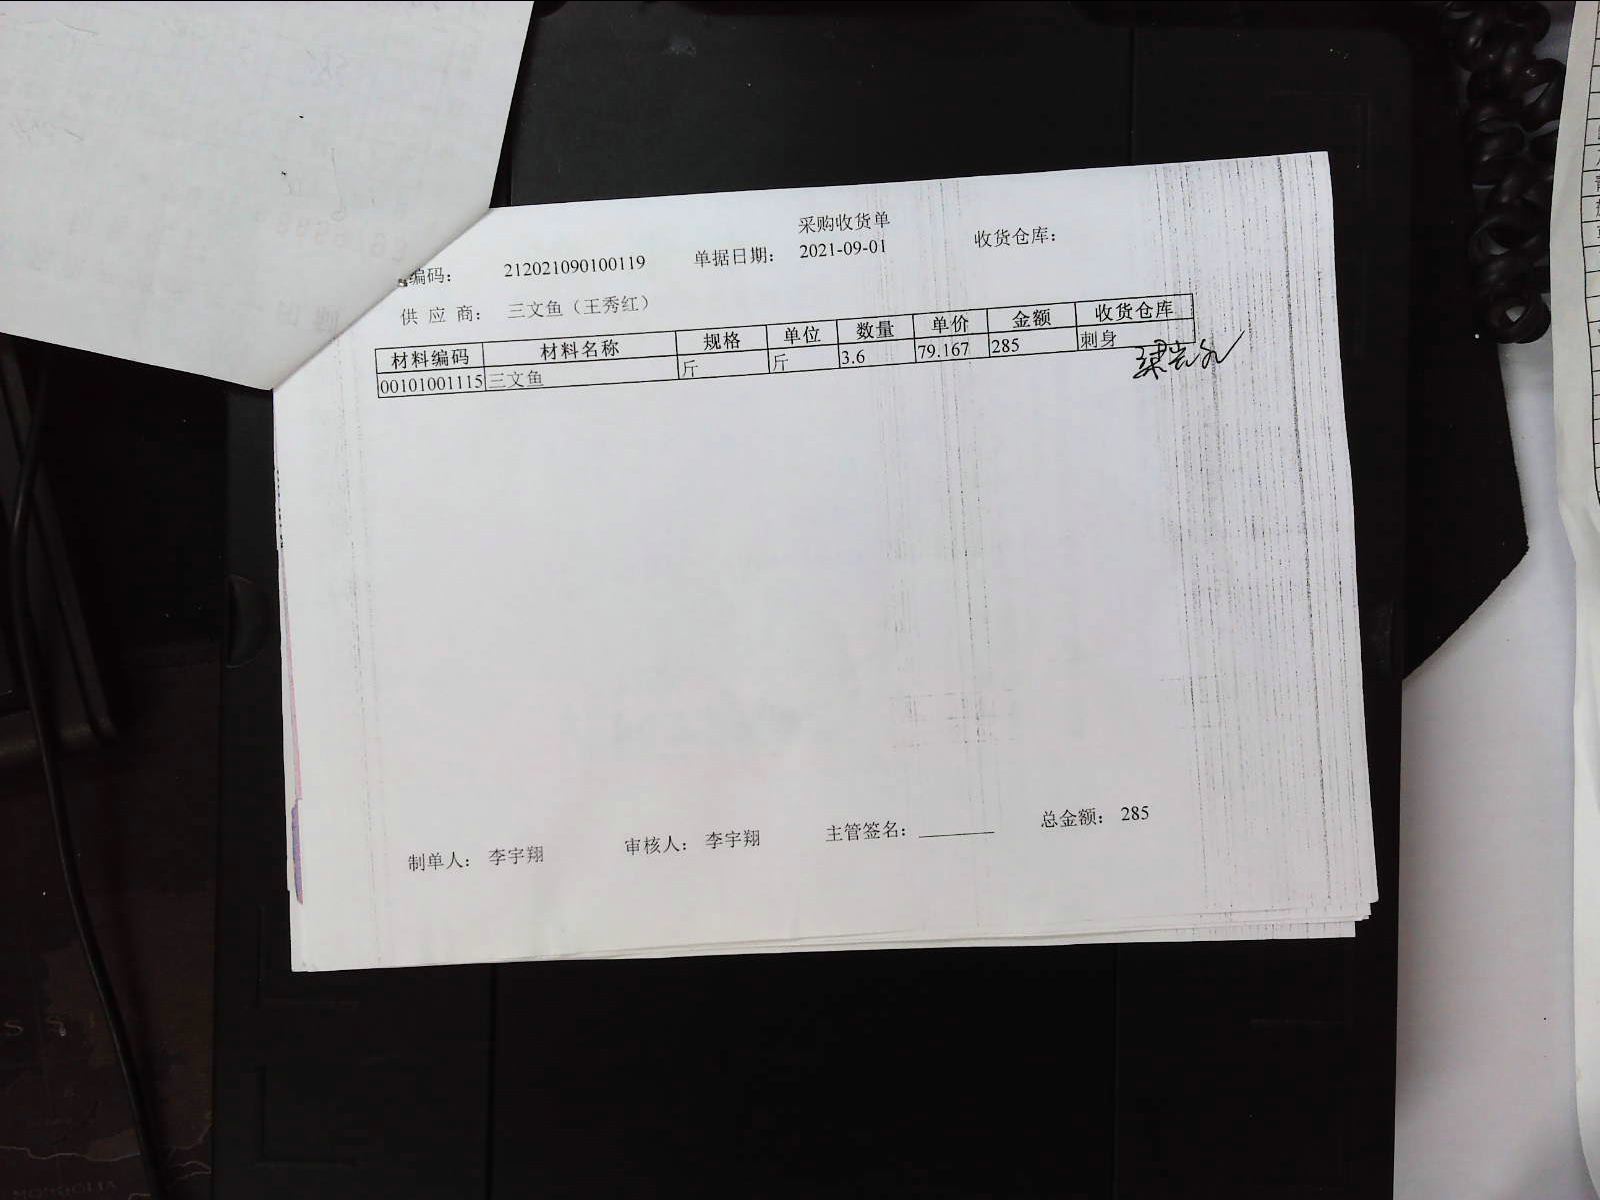 采购收货单
编码： 212021090100119 单据日期： 2021-09-01 收货仓库：
供 应 商： 三文鱼（王秀红）
材料编码 材料名称 规格 单位 数量 单价 金额 收货仓库
00101001115 三文鱼 斤 斤 3.6 79.167 285 刺身
制单人： 李宇翔 审核人： 李宇翔 主管签名： 总金额： 285